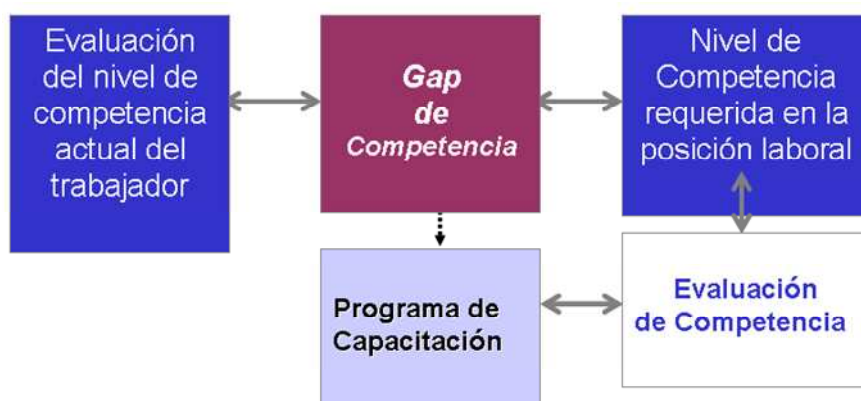 Evaluación
del nivel de
competencia
actual del
trabajador
Gap
de
Competencia
Nivel de
Competencia
requerida en la
posición laboral
Programa de
Capacitación
Evaluación
de Competencia